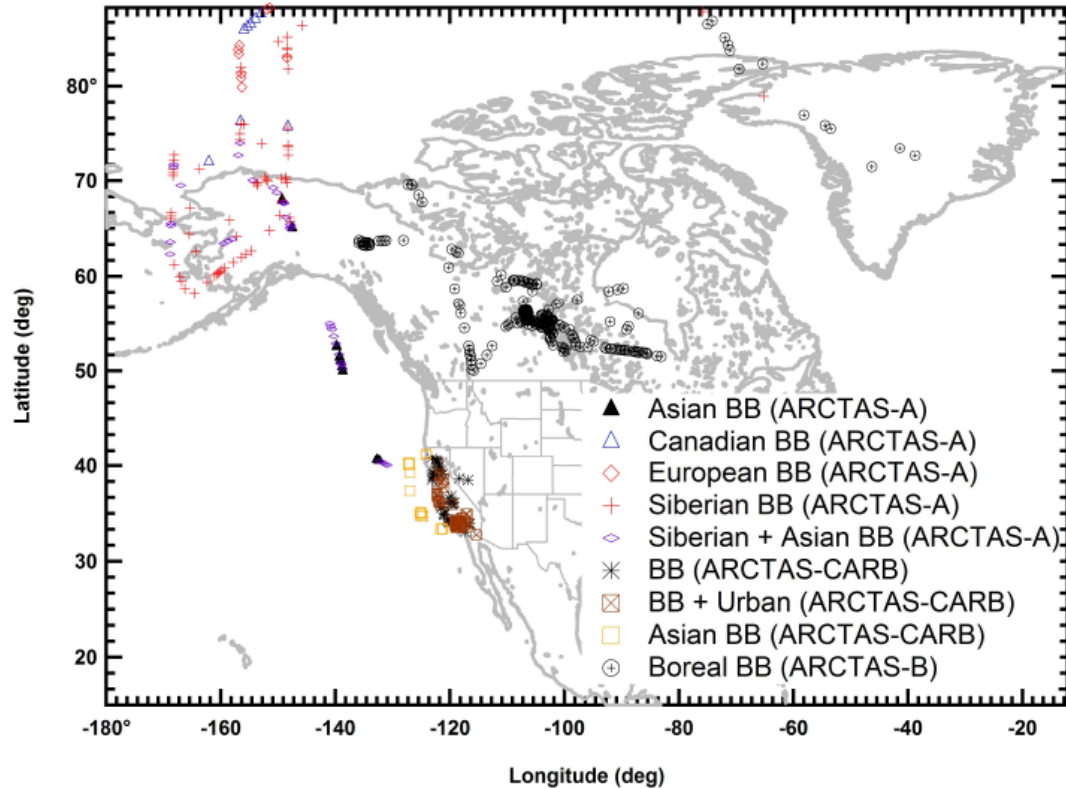 80°
70
60
50
40
30
20
Latitude (deg)
Asian BB (ARCTAS-A)
Canadian BB (ARCTAS-A)
European BB (ARCTAS-A)
Siberian BB (ARCTAS-A)
Siberian + Asian BB (ARCTAS-A)
BB (ARCTAS-CARB)
BB + Urban (ARCTAS-CARB)
Asian BB (ARCTAS-CARB)
Boreal BB (ARCTAS-B)
-180° -160 -140 -120 -100 -80 -60 -40 -20
Longitude (deg)